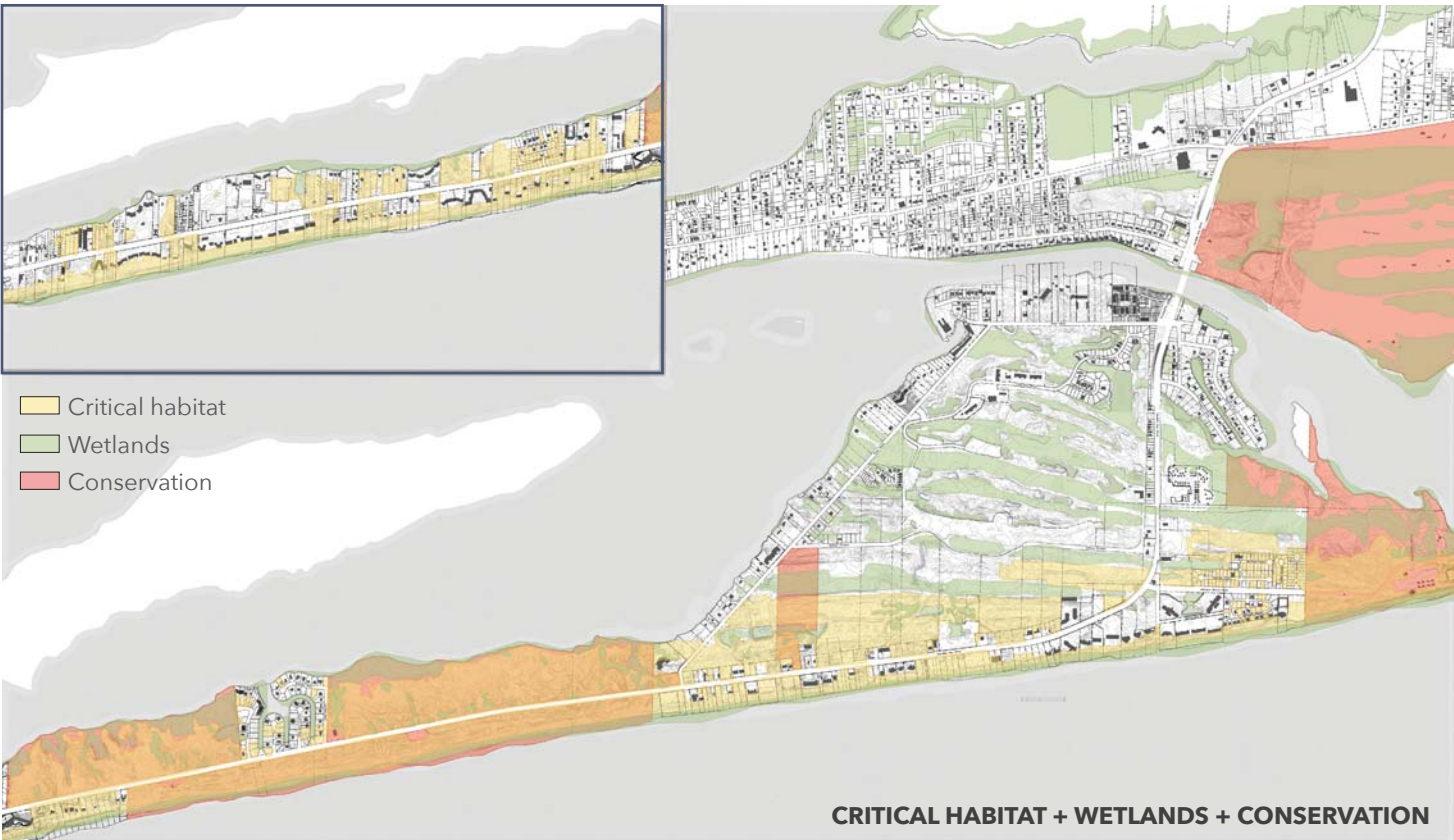 Critical habitat
Wetlands
Conservation
CRITICAL HABITAT + WETLANDS + CONSERVATION